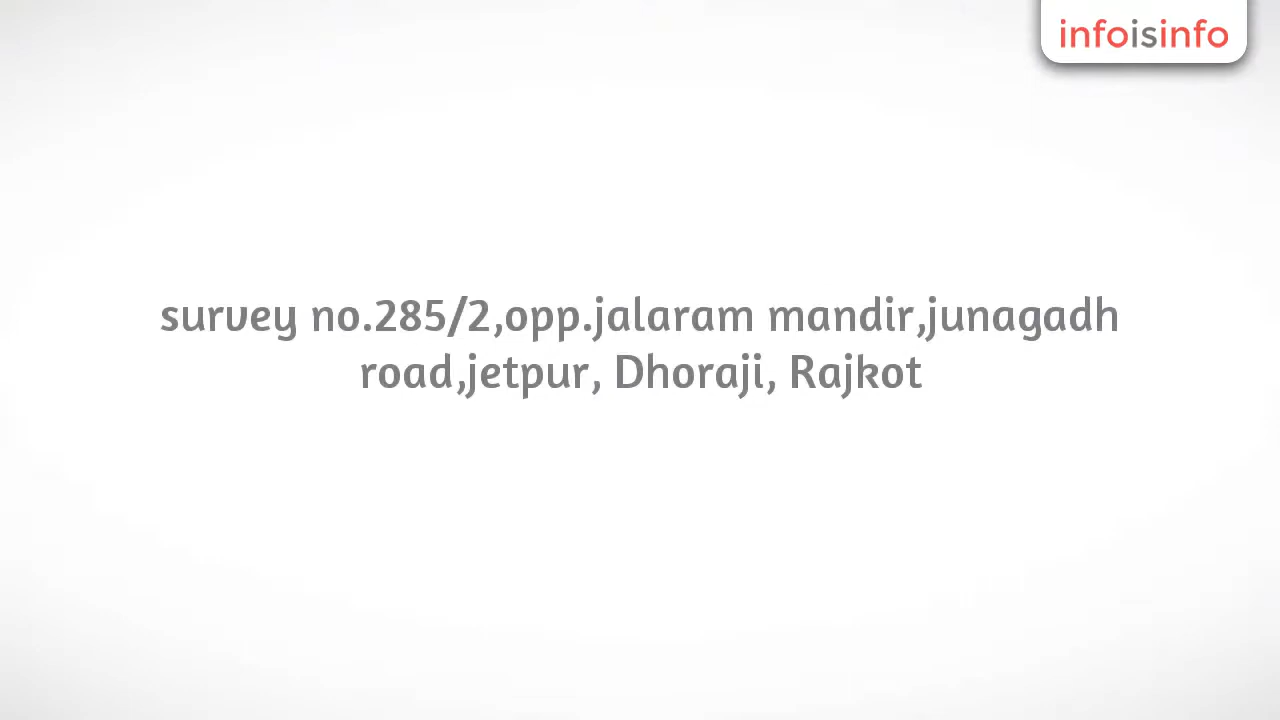 infoisinfo
survey no.285/2,opp.jalaram mandir,junagadh
road,jetpur, Dhoraji, Rajkot